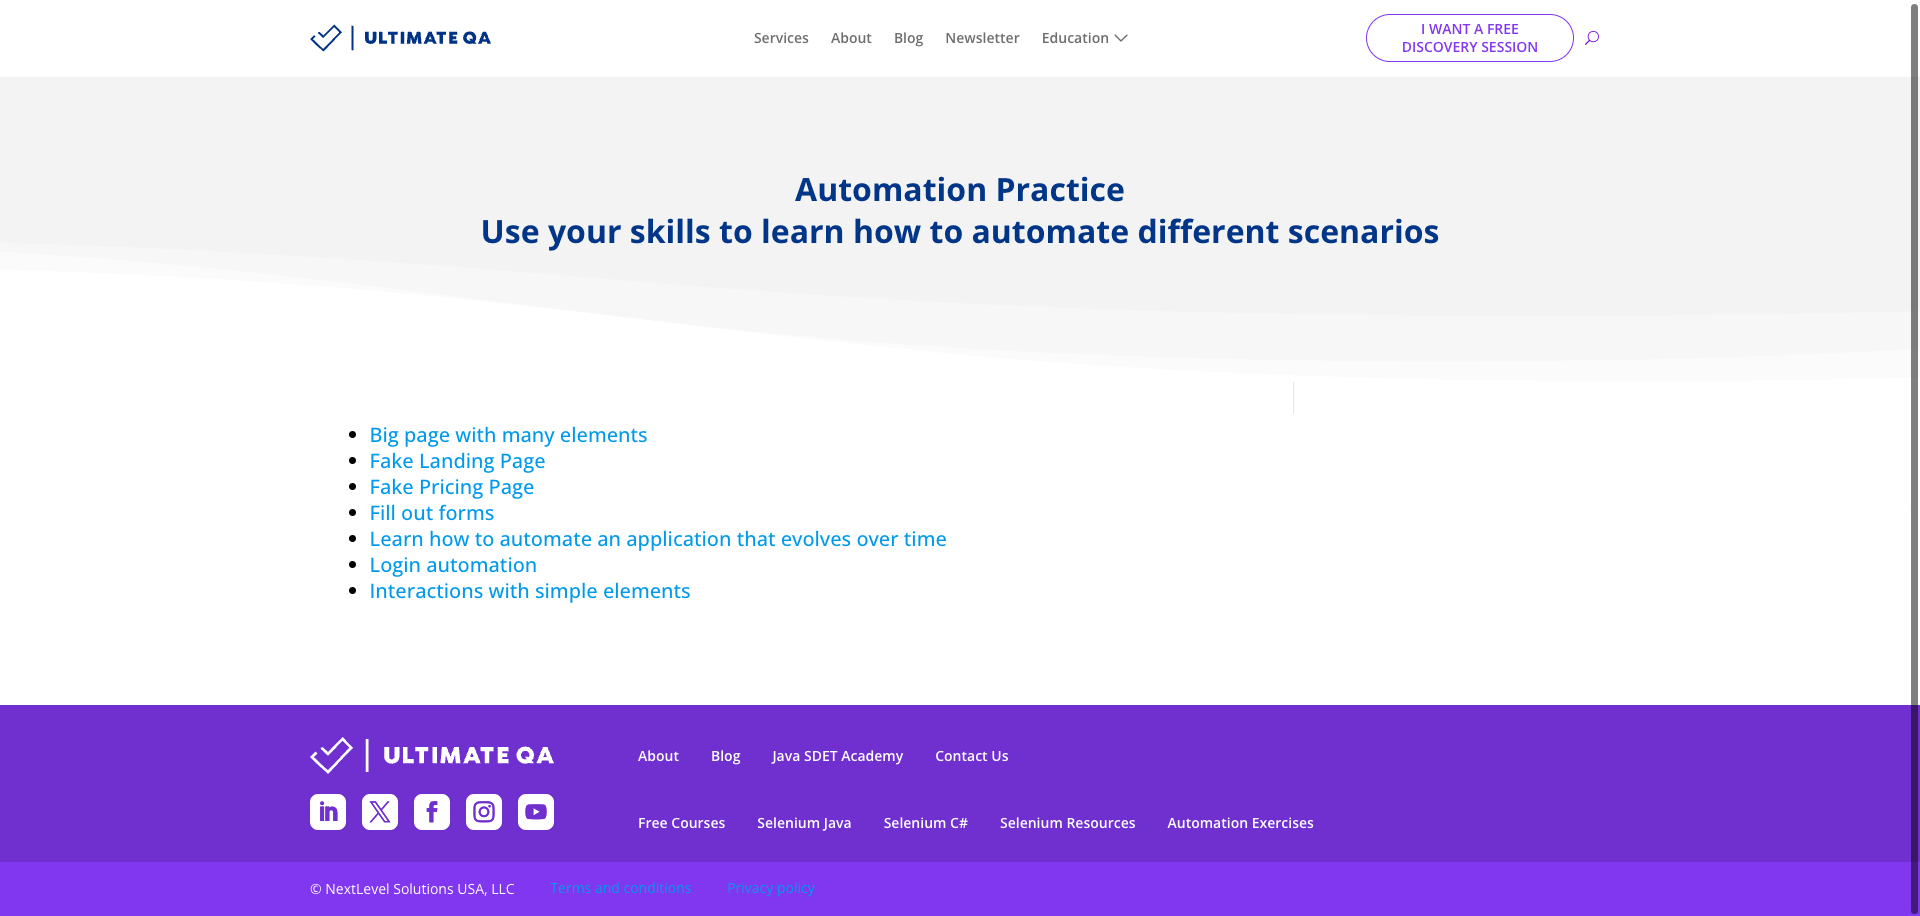 ULTIMATE QA
Services About Blog Newsletter Education
I WANT A FREE
DISCOVERY SESSION
Automation Practice
Use your skills to learn how to automate different scenarios
Big page with many elements
Fake Landing Page
Fake Pricing Page
Fill out forms
Learn how to automate an application that evolves over time
Login automation
Interactions with simple elements
ULTIMATE QA
About Blog Java SDET Academy Contact Us
Free Courses Selenium Java Selenium C# Selenium Resources Automation Exercises
© NextLevel Solutions USA, LLC Terms and conditions Privacy policy